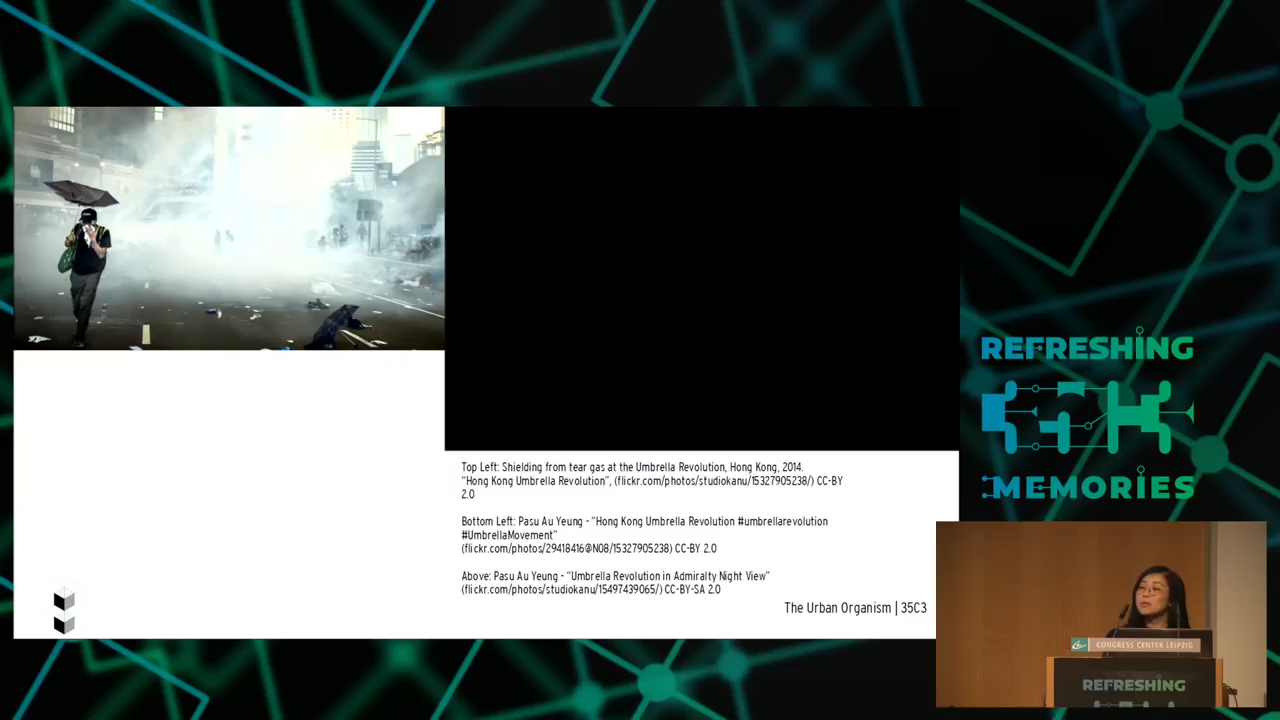 Top Left: Shielding from tear gas at the Umbrella Revolution, Hong Kong, 2014.
"Hong Kong Umbrella Revolution", (flickr.com/photos/studiokanu/15327905238/) CC-BY
2.0
Bottom Left: Pasu Au Yeung - "Hong Kong Umbrella Revolution #umbrellarevolution
#UmbrellaMovement"
(flickr.com/photos/29418416@N08/15327905238) CC-BY 2.0
Above: Pasu Au Yeung - "Umbrella Revolution in Admiralty Night View"
(flickr.com/photos/studiokanu/15497439065/) CC-BY-SA 2.0
The Urban Organism | 35C3
REFRESHING
MEMORIES
CONGRESS CENTER LEIPZIG
REFRESHING